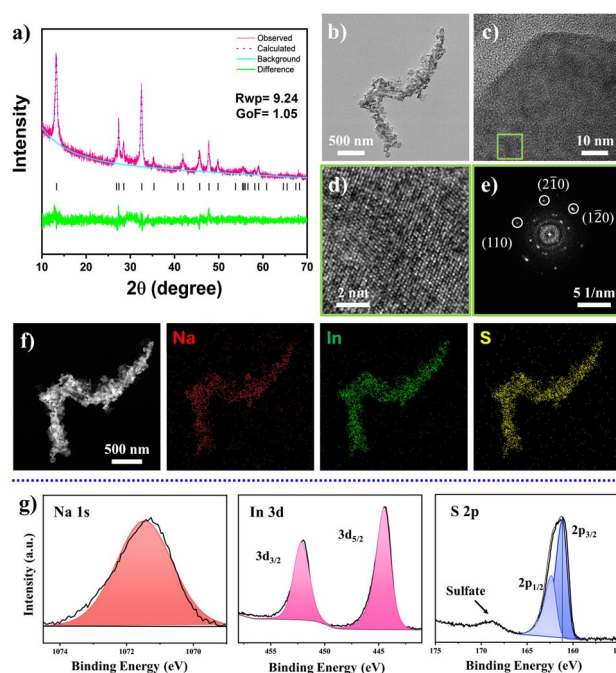 a)
Observed
Calculated
Background
Difference
Rwp= 9.24
GoF= 1.05
Intensity
10 20 30 40 50 60 70
2θ (degree)
b)
500 nm
c)
10 nm
d)
2 nm
e)
(21̅0)
(12̅0)
(110)
5 1/nm
f)
500 nm
Na
In
S
g)
Na 1s
Intensity (a.u.)
1074 1072 1070
Binding Energy (eV)
In 3d
3d3/2
3d5/2
455 450 445
Binding Energy (eV)
S 2p
2p3/2
2p1/2
Sulfate
175 170 165 160 155
Binding Energy (eV)